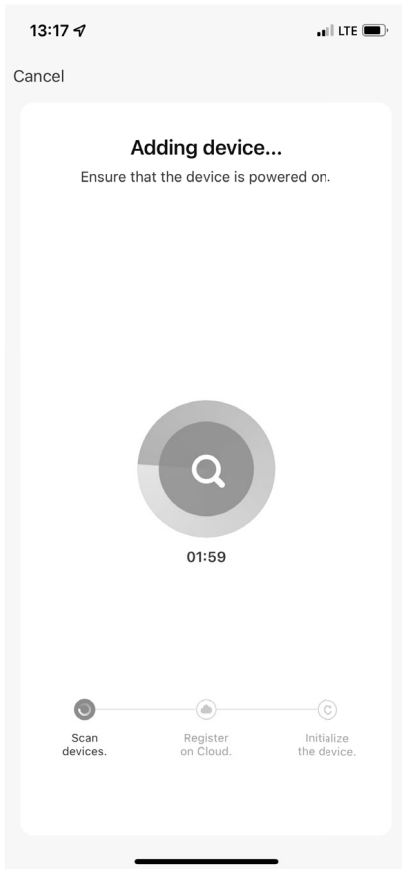 13:17
LTE
Cancel
Adding device...
Ensure that the device is powered on.
01:59
Scan
devices.
Register
on Cloud.
Initialize
the device.